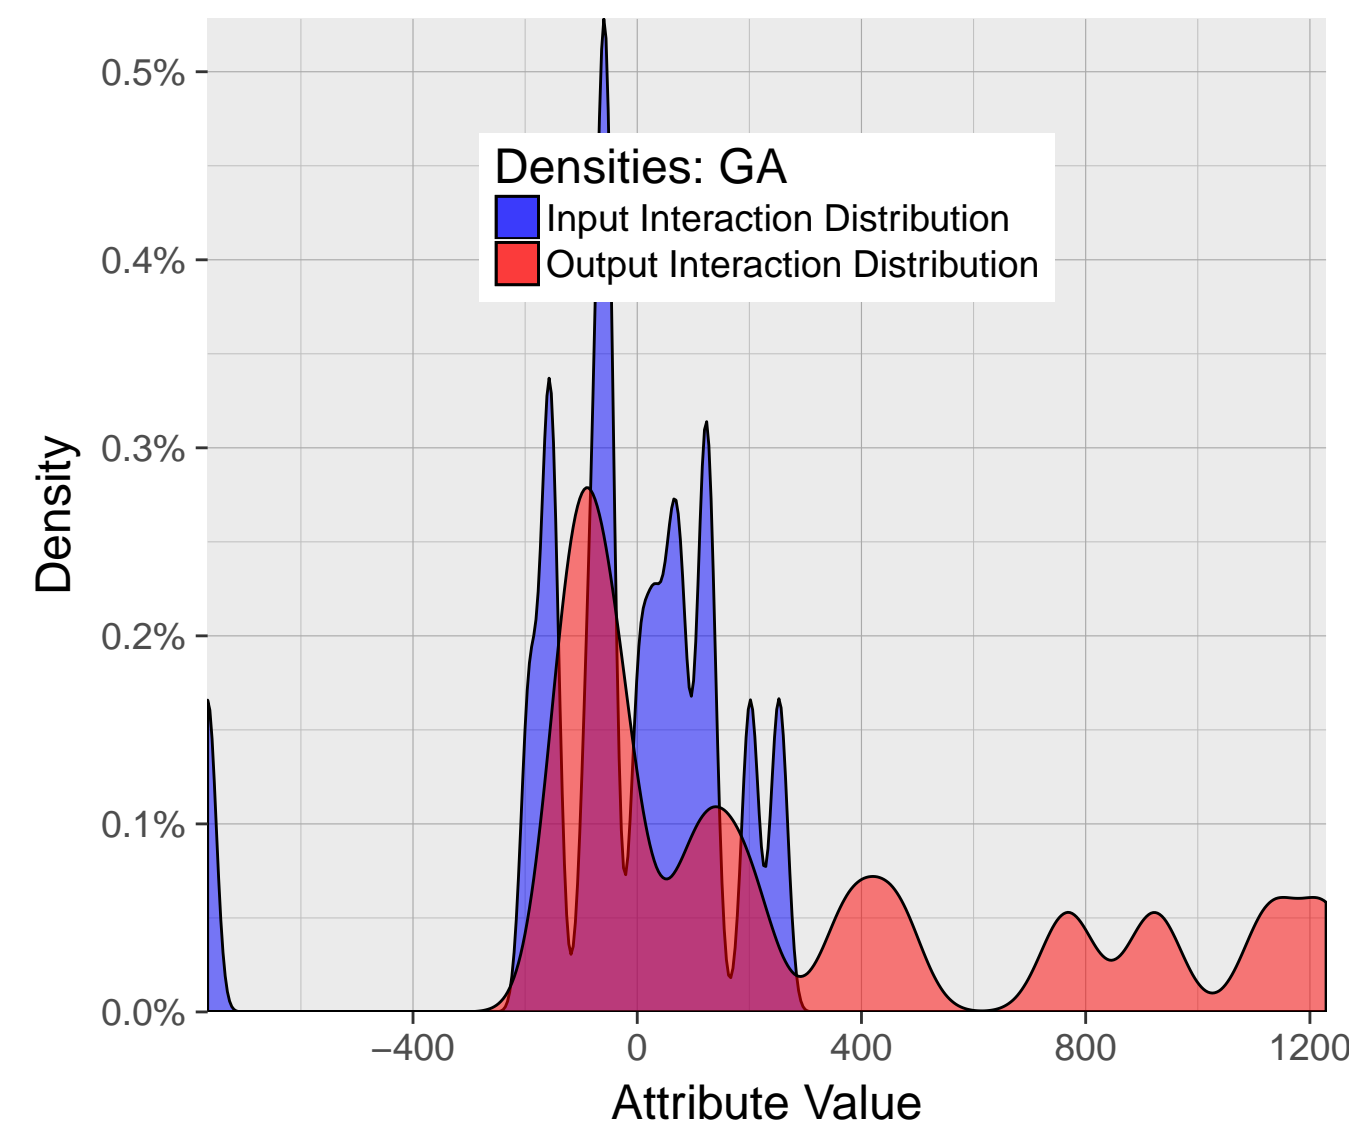 0.5%
0.4%
0.3%
0.2%
0.1%
0.0%
Density
Densities: GA
Input Interaction Distribution
Output Interaction Distribution
−400 0 400 800 1200
Attribute Value